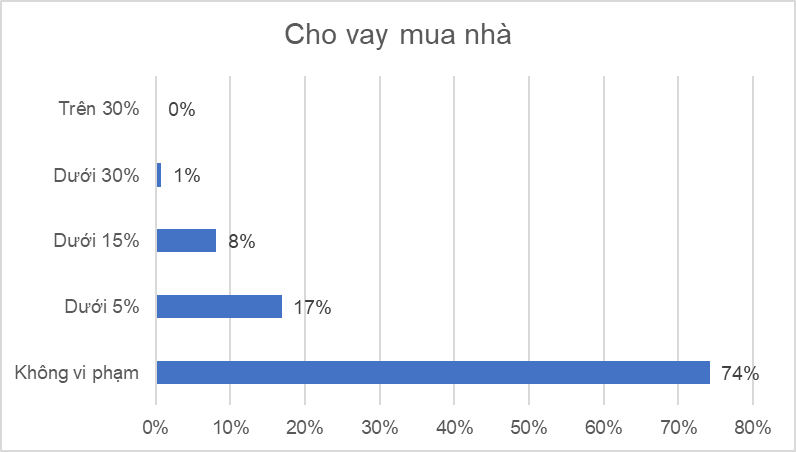 Cho vay mua nhà
Trên 30% 0%
Dưới 30% 1%
Dưới 15% 8%
Dưới 5% 17%
Không vi phạm 74%
0% 10% 20% 30% 40% 50% 60% 70% 80%